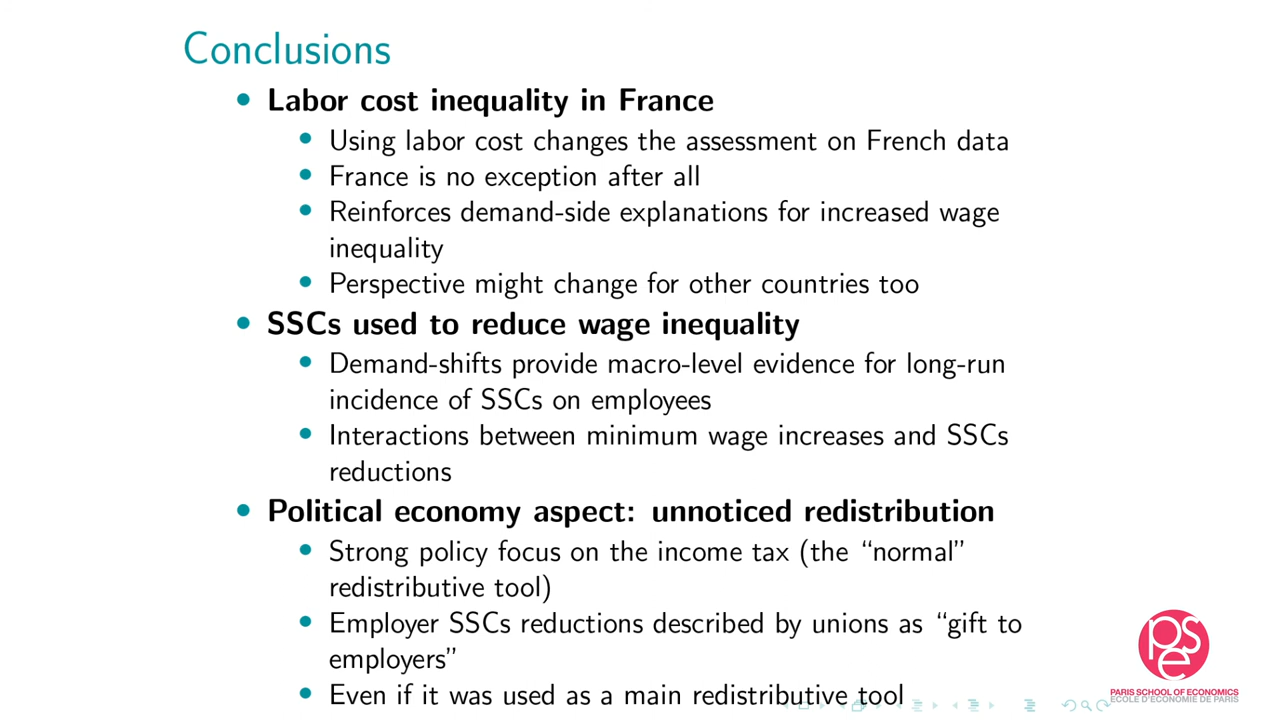 Conclusions
• Labor cost inequality in France
• Using labor cost changes the assessment on French data
• France is no exception after all
• Reinforces demand-side explanations for increased wage
inequality
• Perspective might change for other countries too
• SSCs used to reduce wage inequality
• Demand-shifts provide macro-level evidence for long-run
incidence of SSCs on employees
• Interactions between minimum wage increases and SSCs
reductions
• Political economy aspect: unnoticed redistribution
• Strong policy focus on the income tax (the “normal”
redistributive tool)
• Employer SSCs reductions described by unions as “gift to
employers”
• Even if it was used as a main redistributive tool
pse
PARIS SCHOOL OF ECONOMICS
ECOLE D'ECONOMIE DE PARIS